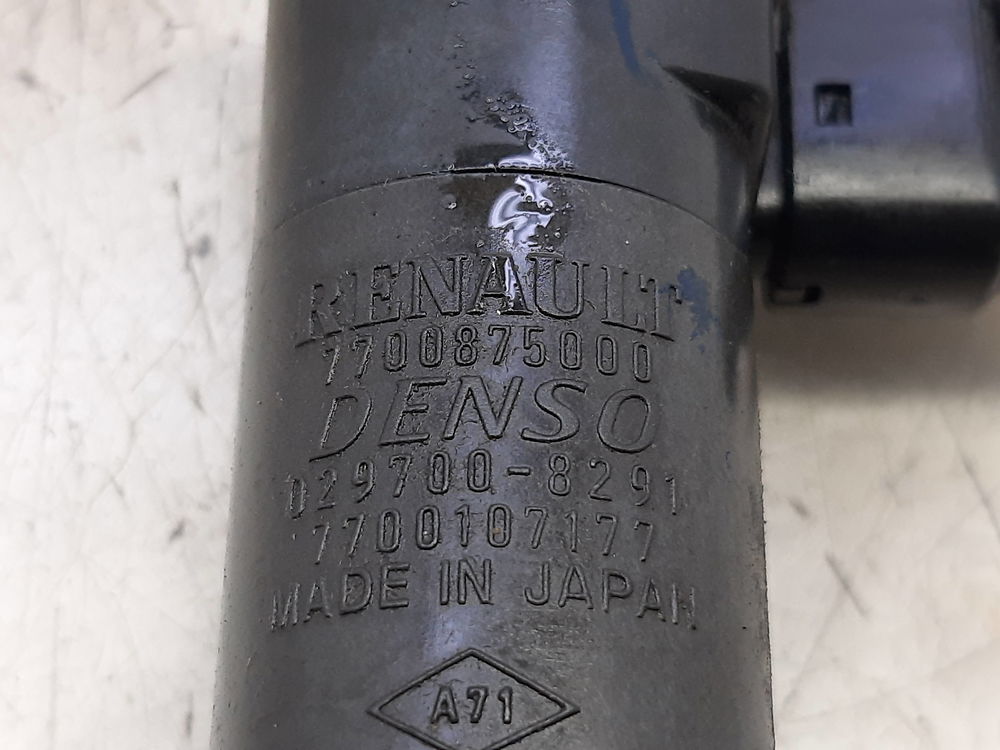 RENAULT
7700875000
DENSO
029700-8291
7700107177
MADE IN JAPAN
A71